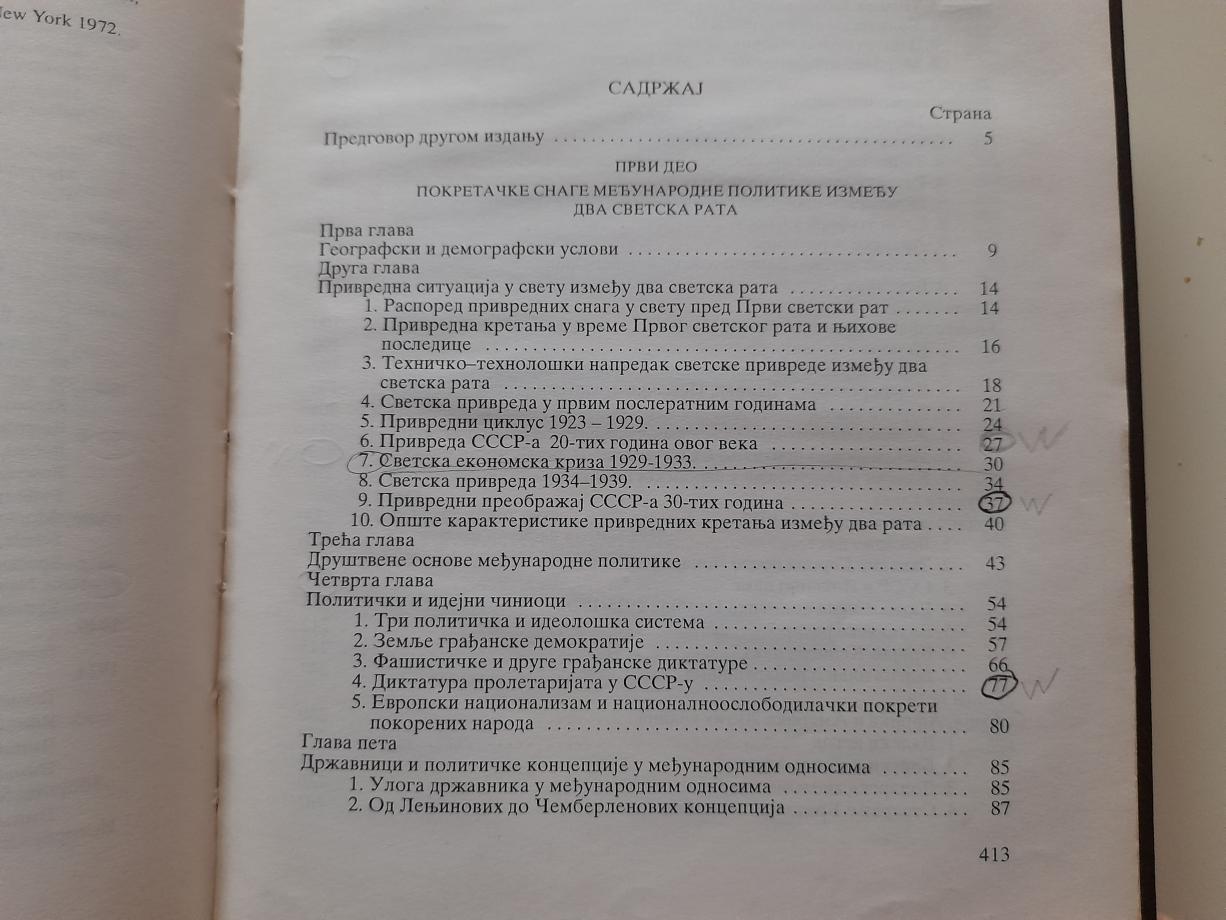 New York 1972.
САДРЖАЈ
Страна
Предговор другом издању ........................................ 5
ПРВИ ДЕО
ПОКРЕТАЧКЕ СНАГЕ МЕЂУНАРОДНЕ ПОЛИТИКЕ ИЗМЕЂУ
ДВА СВЕТСКА РАТА
Прва глава
Географски и демографски услови .................................. 9
Друга глава
Привредна ситуација у свету између два светска рата .................. 14
1. Распоред привредних снага у свету пред Први светски рат ....... 14
2. Привредна кретања у време Првог светског рата и њихове
последице .................................................. 16
3. Техничко–технолошки напредак светске привреде између два
светска рата ................................................ 18
4. Светска привреда у првим послератним годинама .............. 21
5. Привредни циклус 1923 – 1929. ................................ 24
6. Привреда СССР-а 20-тих година овог века ..................... 27 W
7. Светска економска криза 1929-1933. ........................... 30
8. Светска привреда 1934–1939. .................................. 34
9. Привредни преображај СССР-а 30-тих година .................. 37 W
10. Опште карактеристике привредних кретања између два рата .... 40
Трећа глава
Друштвене основе међународне политике ............................ 43
Четврта глава
Политички и идејни чиниоци ........................................ 54
1. Три политичка и идеолошка система ........................... 54
2. Земље грађанске демократије ................................. 57
3. Фашистичке и друге грађанске диктатуре ...................... 66
4. Диктатура пролетаријата у СССР-у ............................ 77 W
5. Европски национализам и националноослободилачки покрети
покорених народа ............................................ 80
Глава пета
Државници и политичке концепције у међународним односима ......... 85
1. Улога државника у међународним односима .................... 85
2. Од Лењинових до Чемберленових концепција ................... 87
413